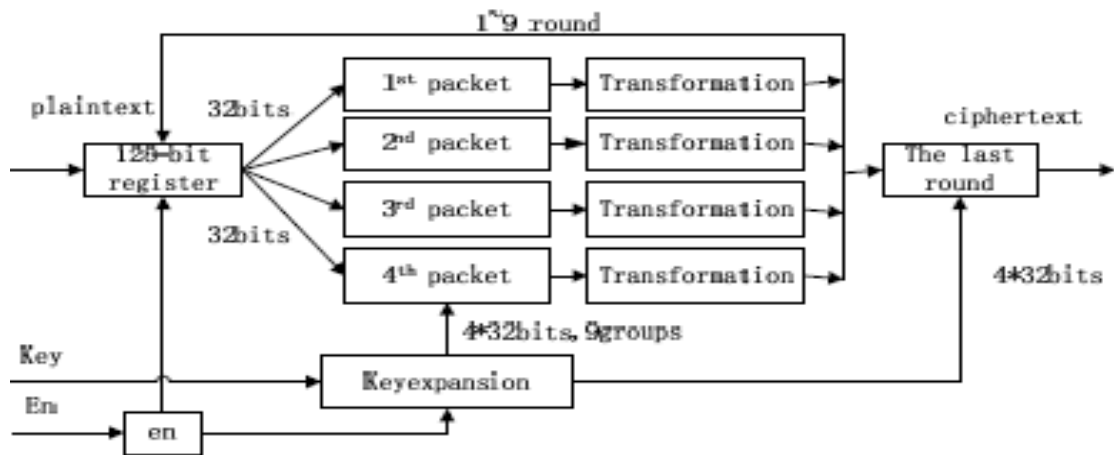 1~9 round
1st packet
Transformation
plaintext
32bits
2nd packet
Transformation
ciphertext
128-bit
register
The last
round
3rd packet
Transformation
32bits
4th packet
Transformation
4*32bits
4*32bits,9groups
Key
Keyexpansion
En
en